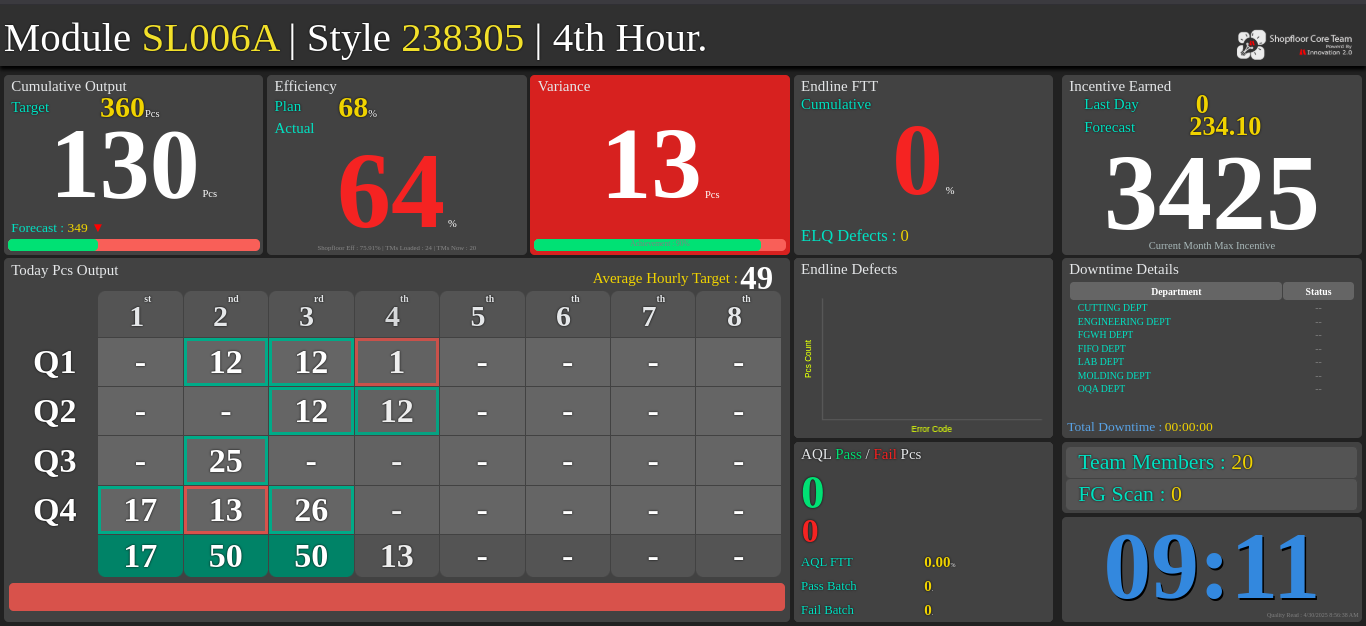 Module SL006A | Style 238305 | 4th Hour.
Shopfloor Core Team
Powered By
Innovation 2.0
Cumulative Output
Target 360Pcs
130 Pcs
Forecast : 349
Efficiency
Plan 68%
Actual
64 %
Shopfloor Eff : 75.91% | TMs Loaded : 24 | TMs Now : 20
Variance
13 Pcs
Endline FTT
Cumulative
0 %
ELQ Defects : 0
Incentive Earned
Last Day 0
Forecast 234.10
3425
Current Month Max Incentive
Today Pcs Output
Average Hourly Target : 49
1st 2nd 3rd 4th 5th 6th 7th 8th
Q1 - 12 12 1 - - - -
Q2 - - 12 12 - - - -
Q3 - 25 - - - - - -
Q4 17 13 26 - - - - -
17 50 50 13 - - - -
Endline Defects
Pcs Count
Error Code
AQL Pass / Fail Pcs
0
0
AQL FTT 0.00%
Pass Batch 0
Fail Batch 0
Downtime Details
Department Status
CUTTING DEPT --
ENGINEERING DEPT --
FGWH DEPT --
FIFO DEPT --
LAB DEPT --
MOLDING DEPT --
OQA DEPT --
Total Downtime : 00:00:00
Team Members : 20
FG Scan : 0
09:11